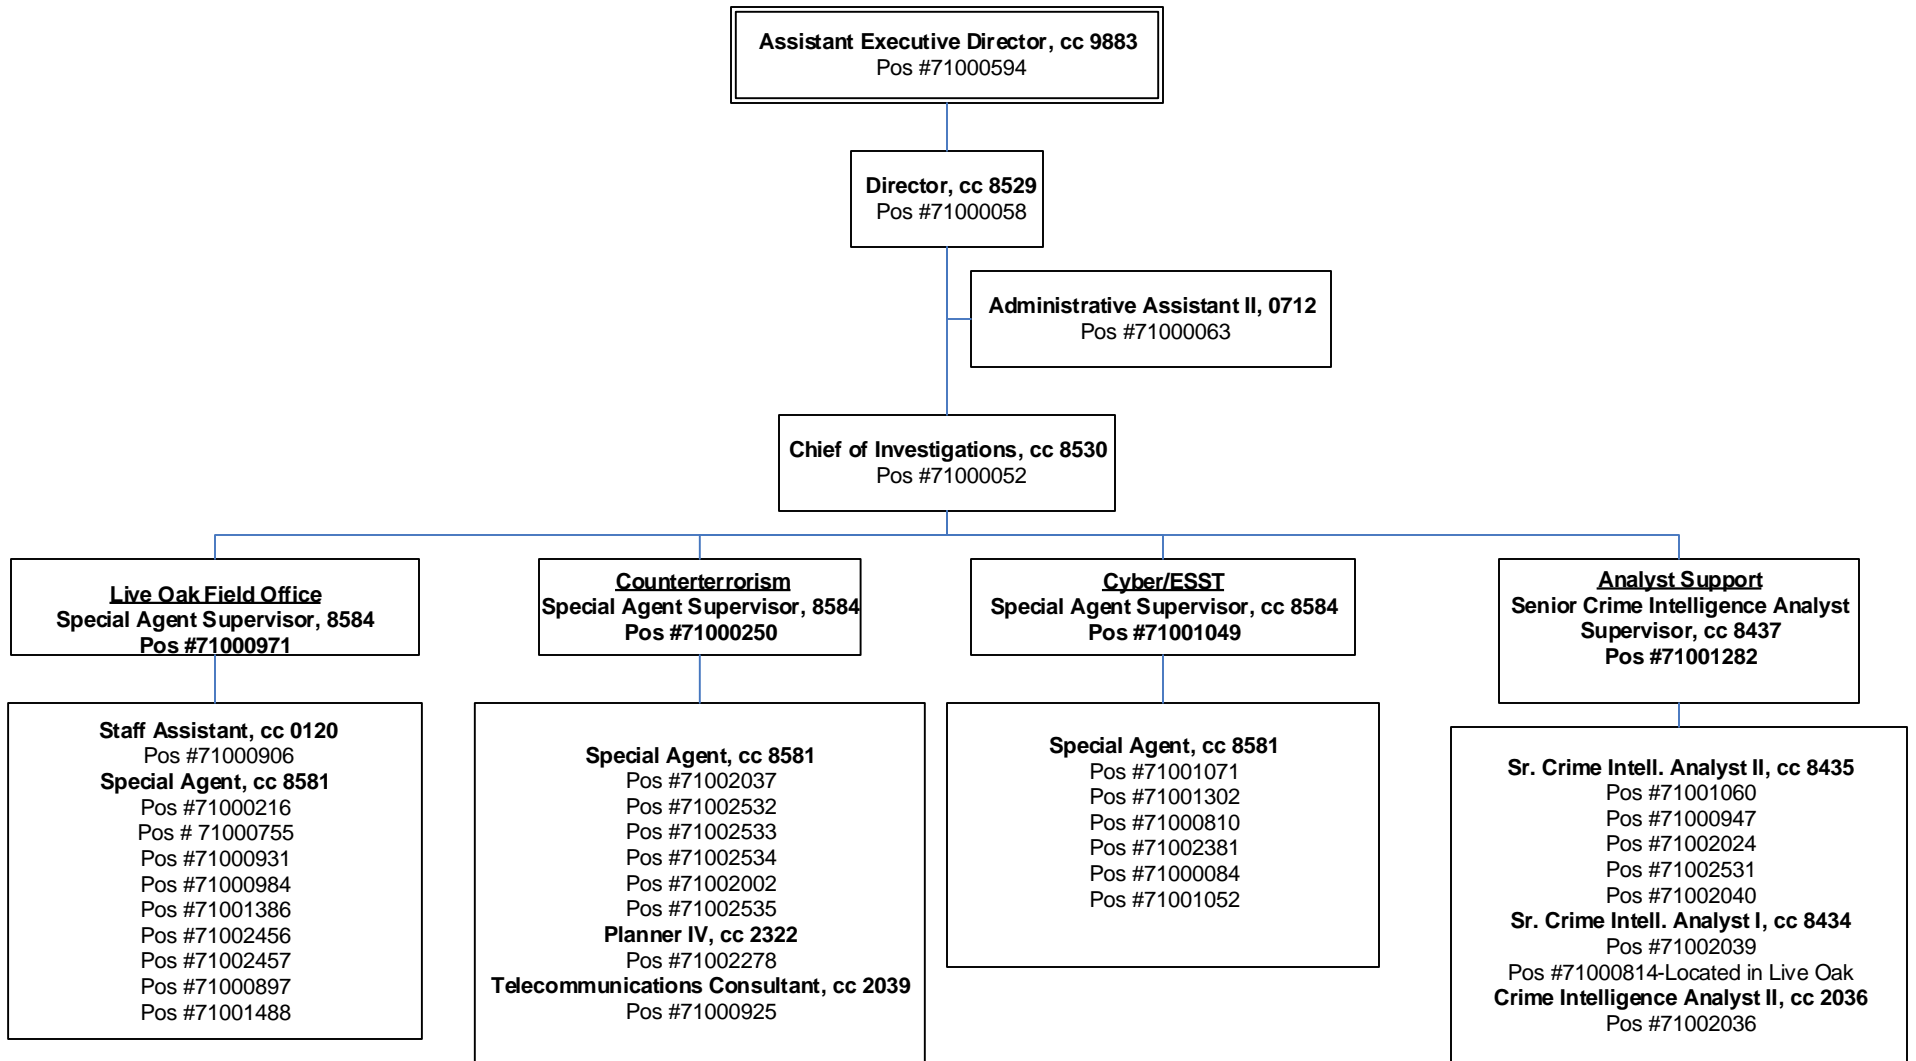 Assistant Executive Director, cc 9883
Pos #71000594
Director, cc 8529
Pos #71000058
Administrative Assistant II, 0712
Pos #71000063
Chief of Investigations, cc 8530
Pos #71000052
Live Oak Field Office
Special Agent Supervisor, 8584
Pos #71000971
Counterterrorism
Special Agent Supervisor, 8584
Pos #71000250
Cyber/ESST
Special Agent Supervisor, cc 8584
Pos #71001049
Analyst Support
Senior Crime Intelligence Analyst
Supervisor, cc 8437
Pos #71001282
Staff Assistant, cc 0120
Pos #71000906
Special Agent, cc 8581
Pos #71000216
Pos # 71000755
Pos #71000931
Pos #71000984
Pos #71001386
Pos #71002456
Pos #71002457
Pos #71000897
Pos #71001488
Special Agent, cc 8581
Pos #71002037
Pos #71002532
Pos #71002533
Pos #71002534
Pos #71002002
Pos #71002535
Planner IV, cc 2322
Pos #71002278
Telecommunications Consultant, cc 2039
Pos #71000925
Special Agent, cc 8581
Pos #71001071
Pos #71001302
Pos #71000810
Pos #71002381
Pos #71000084
Pos #71001052
Sr. Crime Intell. Analyst II, cc 8435
Pos #71001060
Pos #71000947
Pos #71002024
Pos #71002531
Pos #71002040
Sr. Crime Intell. Analyst I, cc 8434
Pos #71002039
Pos #71000814-Located in Live Oak
Crime Intelligence Analyst II, cc 2036
Pos #71002036